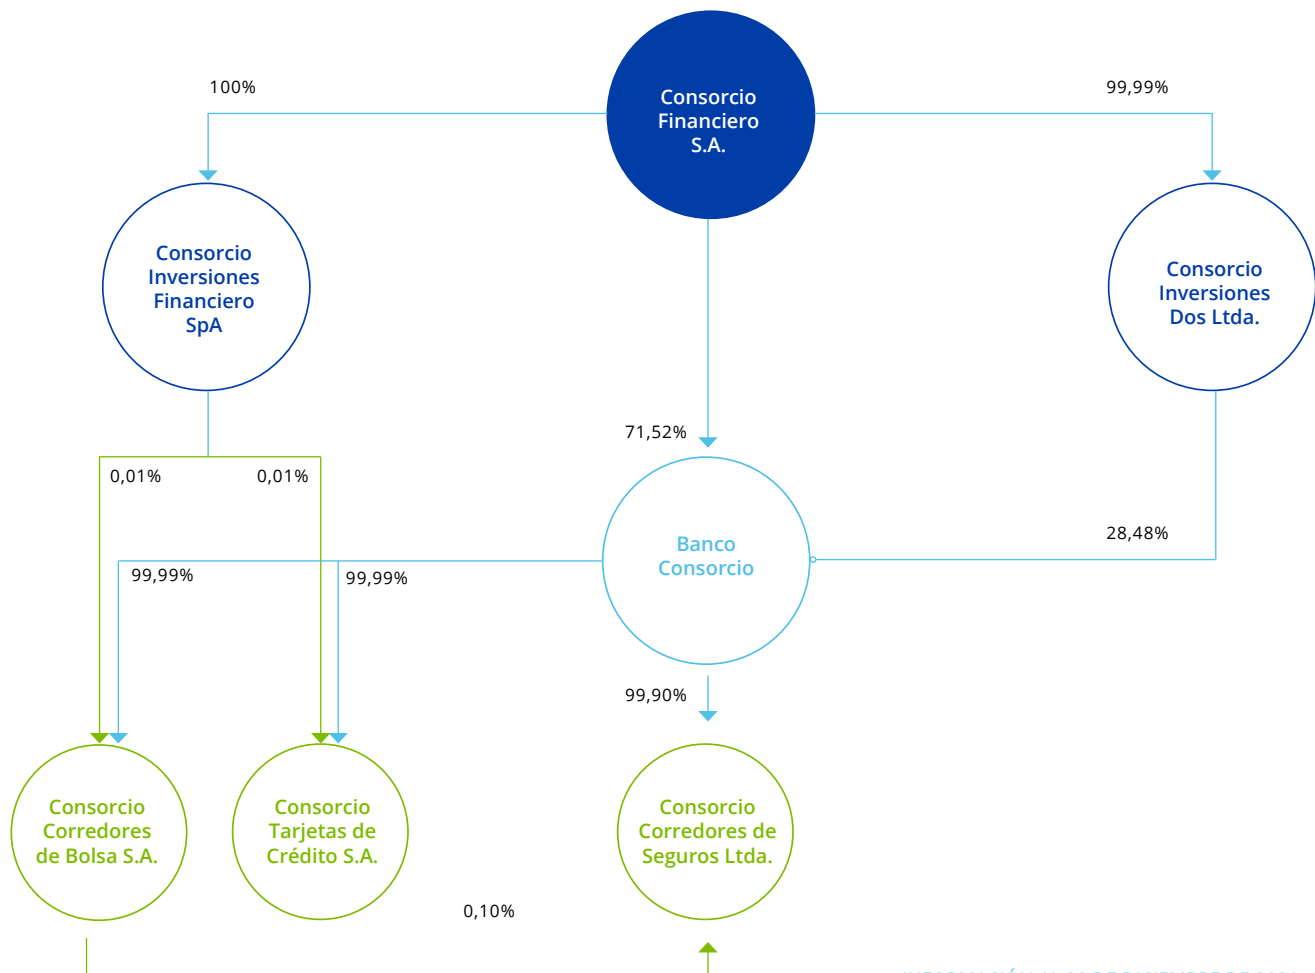 100%
99,99%
Consorcio
Financiero
S.A.
Consorcio
Inversiones
Financiero
SpA
Consorcio
Inversiones
Dos Ltda.
71,52%
0,01%
0,01%
28,48%
Banco
Consorcio
99,99%
99,99%
99,90%
Consorcio
Corredores
de Bolsa S.A.
Consorcio
Tarjetas de
Crédito S.A.
Consorcio
Corredores de
Seguros Ltda.
0,10%